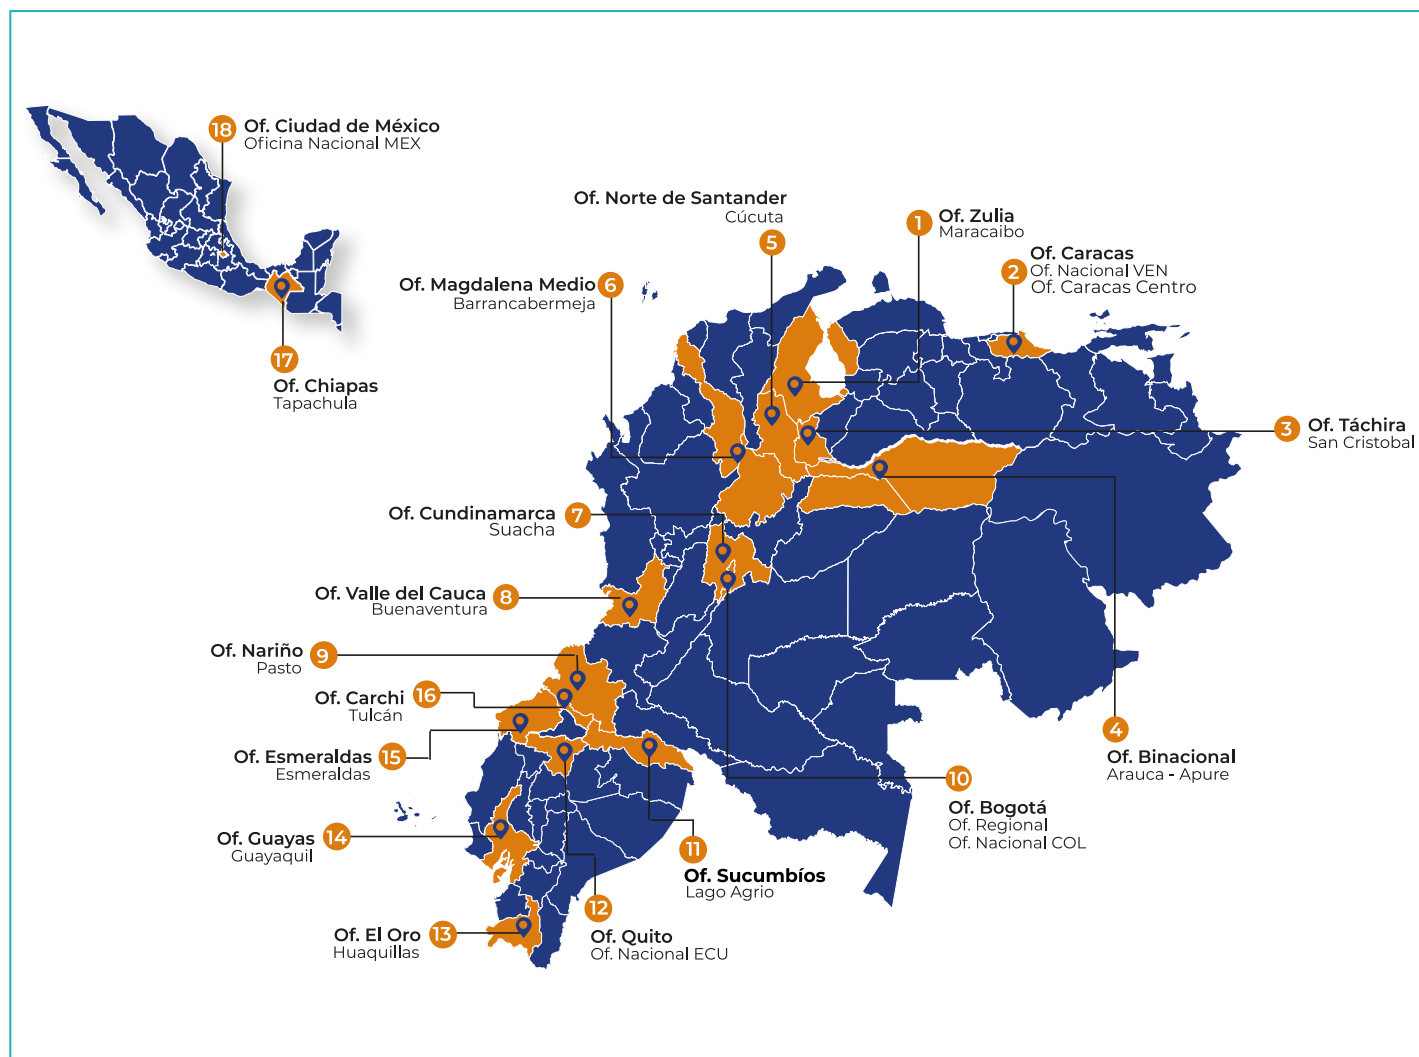 18
Of. Ciudad de México
Oficina Nacional MEX
17
Of. Chiapas
Tapachula
Of. Norte de Santander
Cúcuta
5
1
Of. Zulia
Maracaibo
2
Of. Caracas
Of. Nacional VEN
Of. Caracas Centro
Of. Magdalena Medio
Barrancabermeja
6
3
Of. Táchira
San Cristobal
Of. Cundinamarca
Suacha
7
Of. Valle del Cauca
Buenaventura
8
Of. Nariño
Pasto
9
Of. Carchi
Tulcán
16
Of. Esmeraldas
Esmeraldas
15
4
Of. Binacional
Arauca - Apure
10
Of. Bogotá
Of. Regional
Of. Nacional COL
Of. Guayas
Guayaquil
14
11
Of. Sucumbíos
Lago Agrio
12
Of. Quito
Of. Nacional ECU
Of. El Oro
Huaquillas
13